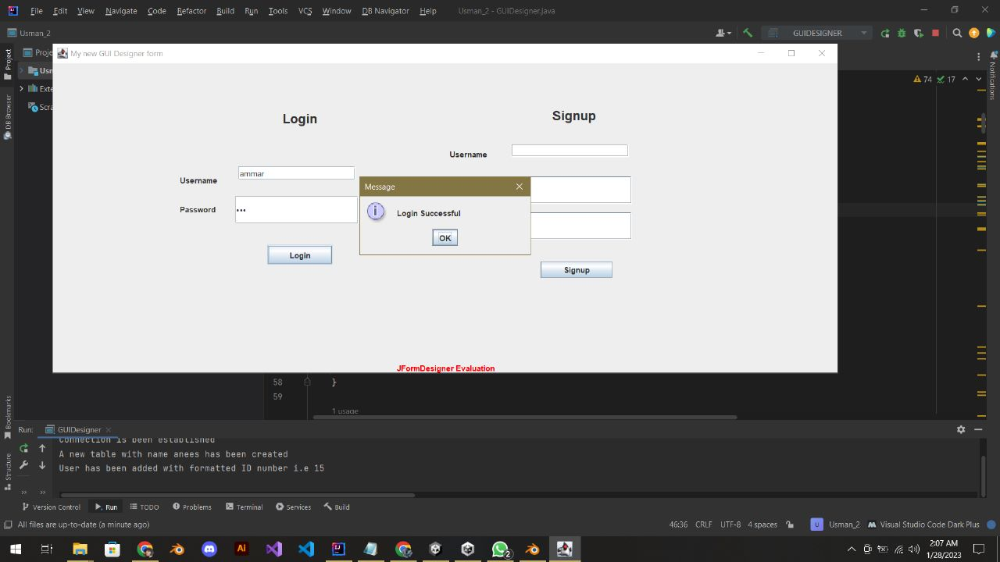 File Edit View Navigate Code Refactor Build Run Tools VCS Window DB Navigator Help Usman_2 - GUIDesigner.java
Usman_2 GUIDESIGNER
My new GUI Designer form
Project
Usm
Exte
Scra
74 17
Project
DB Browser
Bookmarks
Structure
Notifications
Login
Signup
Username
Username ammar
Password •••
Message
Login Successful
OK
Login
Signup
JFormDesigner Evaluation
58 }
59
1 usage
Run: GUIDesigner
Connection is been established
A new table with name anees has been created
User has been added with formatted ID number i.e 15
Version Control Run TODO Problems Terminal Services Build
All files are up-to-date (a minute ago) 46:36 CRLF UTF-8 4 spaces U Usman_2 Visual Studio Code Dark Plus
Ai 2 2:07 AM
1/28/2023